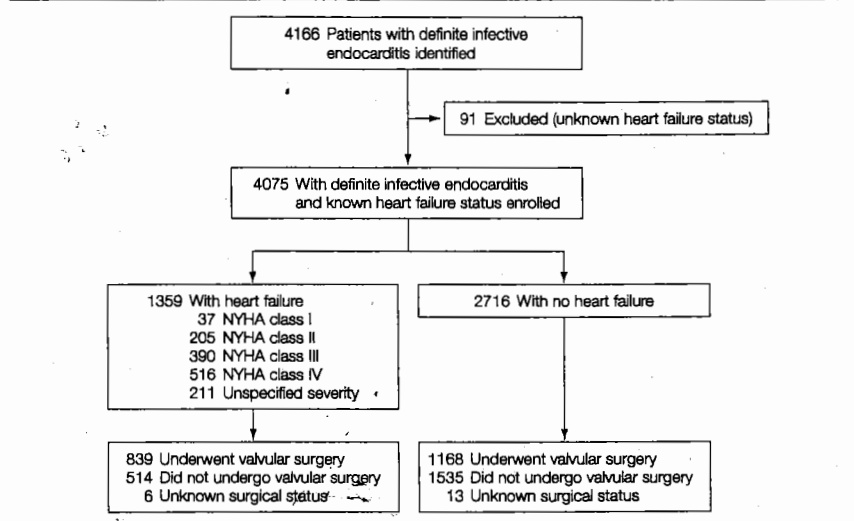 4166 Patients with definite infective
endocarditis identified
91 Excluded (unknown heart failure status)
4075 With definite infective endocarditis
and known heart failure status enrolled
1359 With heart failure
37 NYHA class I
205 NYHA class II
390 NYHA class III
516 NYHA class IV
211 Unspecified severity
2716 With no heart failure
839 Underwent valvular surgery
514 Did not undergo valvular surgery
6 Unknown surgical status
1168 Underwent valvular surgery
1535 Did not undergo valvular surgery
13 Unknown surgical status